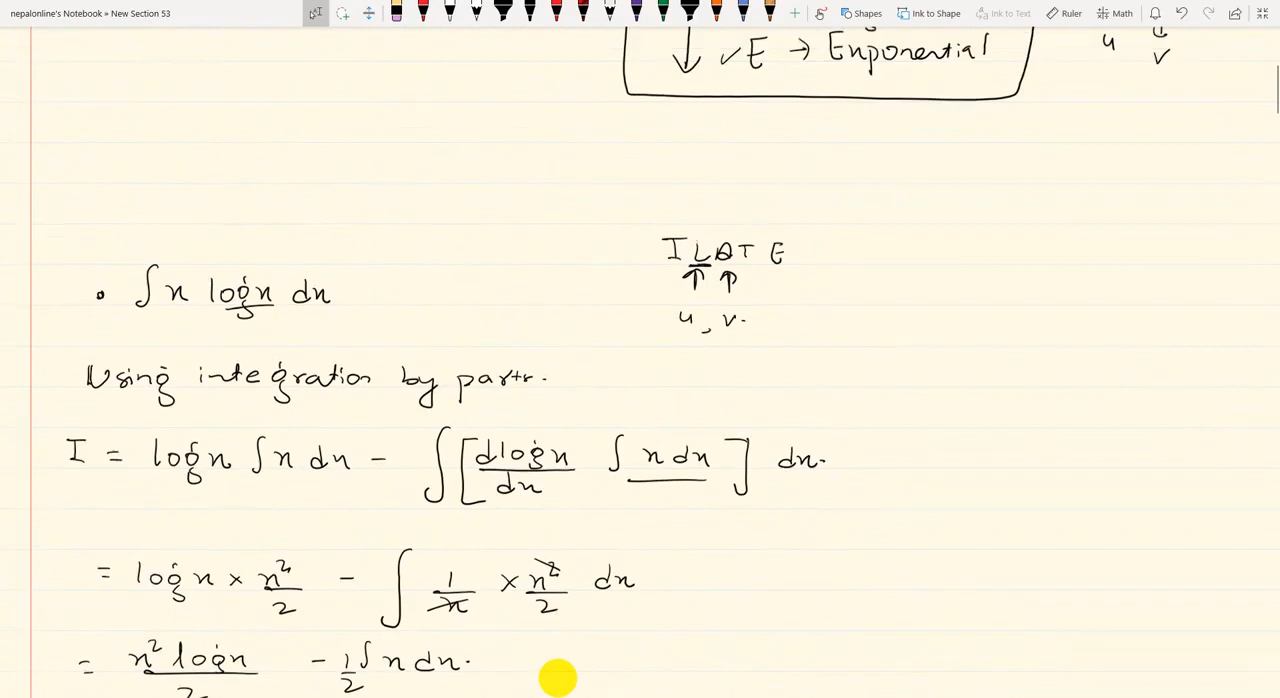 nepalonline's Notebook » New Section 53
Shapes Ink to Shape Ink to Text Ruler Math
↓ ✓E → Exponential
u v
I L A T E
u, v.
• ∫ x log x dx
Using integration by parts.
I = log x ∫ x dx - ∫ [ dlog x / dx ∫ x dx ] dx.
= log x × x² / 2 - ∫ 1 / x × x² / 2 dx
= x² log x / 2 - 1/2 ∫ x dx.